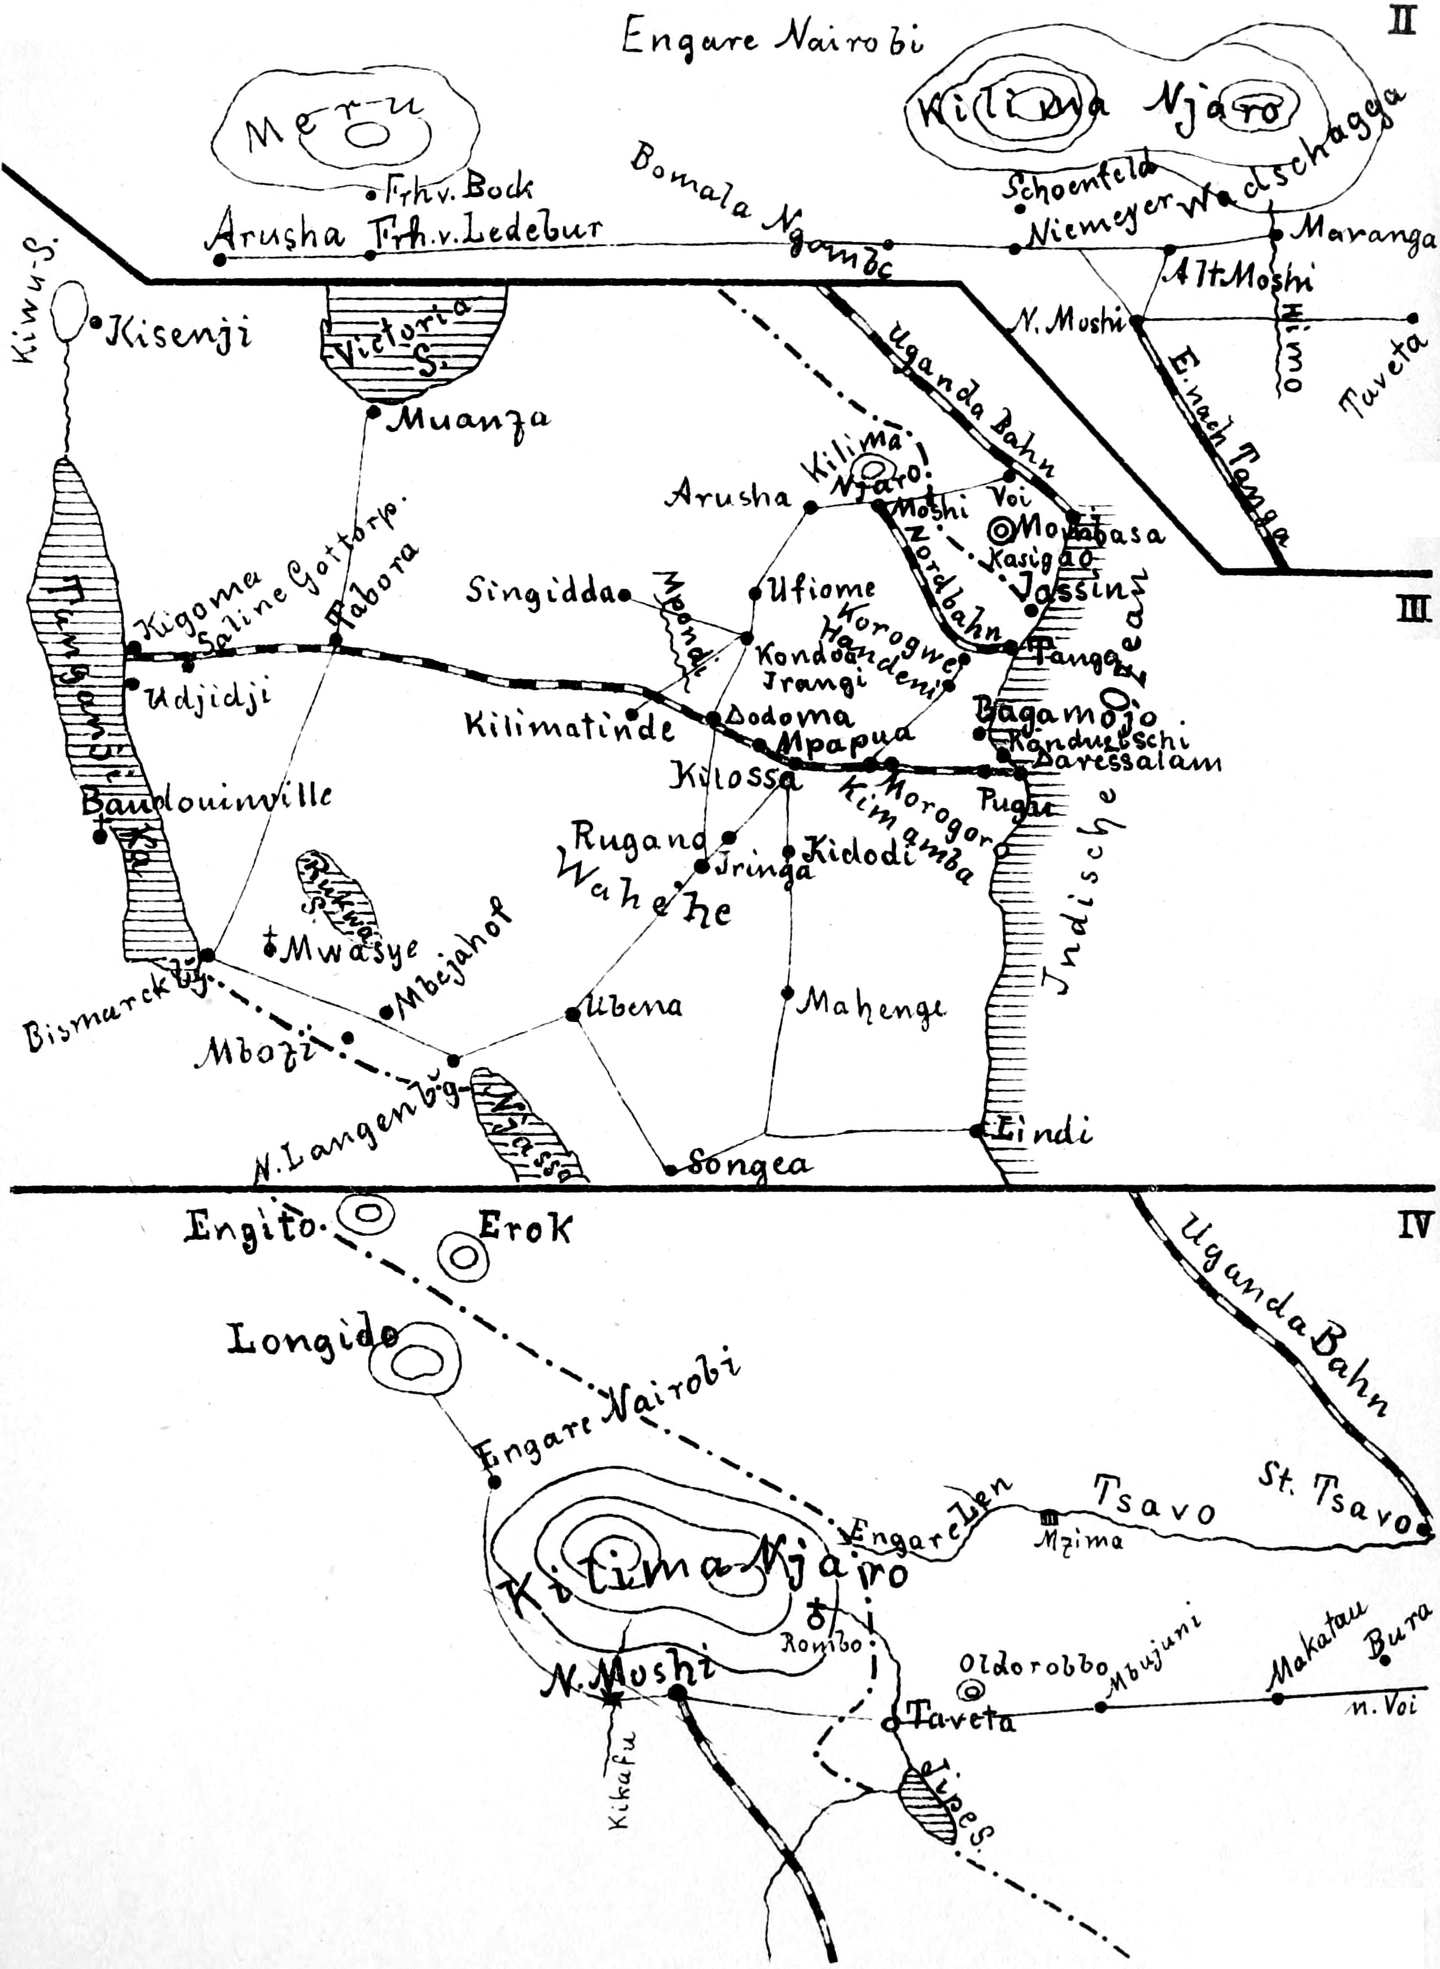 II
Engare Nairobi
Meru
Kilima Njaro
Wadschagga
Bomala Ngombe
Frh. v. Bock
Schoenfeld
Arusha
Frh. v. Ledebur
Niemeyer
Maranga
Alt Moshi
N. Moshi
Himo
Taveta
E. nach Tanga
III
Kiwu-S.
Kisenji
Victoria S.
Muanza
Uganda Bahn
Kilima Njaro
Arusha
Moshi
Voi
Mombasa
Kasigao
Jassin
Nordbahn
Singidda
Mpondi
Ufiome
Korogwe
Handeni
Kondoa Irangi
Tanga
Kigoma
Saline Gottorp.
Tabora
Tanganjika
Udjidji
Kilimatinde
Dodoma
Mpapua
Bagamojo
Kondutschi
Daressalam
Kilossa
Morogoro
Kimamba
Pugu
Indische Ozean
Baudouinville
Rugano
Iringa
Kidodi
Wahehe
Rukwa S.
Mwasye
Mbejahof
Bismarckbg.
Mbozi
Ubena
Mahenge
N. Langenbg.
Njassa
Songea
Lindi
IV
Engito.
Erok
Uganda Bahn
Longido
Engare Nairobi
Engare Len
Tsavo
St. Tsavo
Mzima
Kilima Njairo
Rombo
N. Moshi
Oldorobbo
Mbujuni
Makatau
Bura
Taveta
n. Voi
Kikafu
Jipe S.